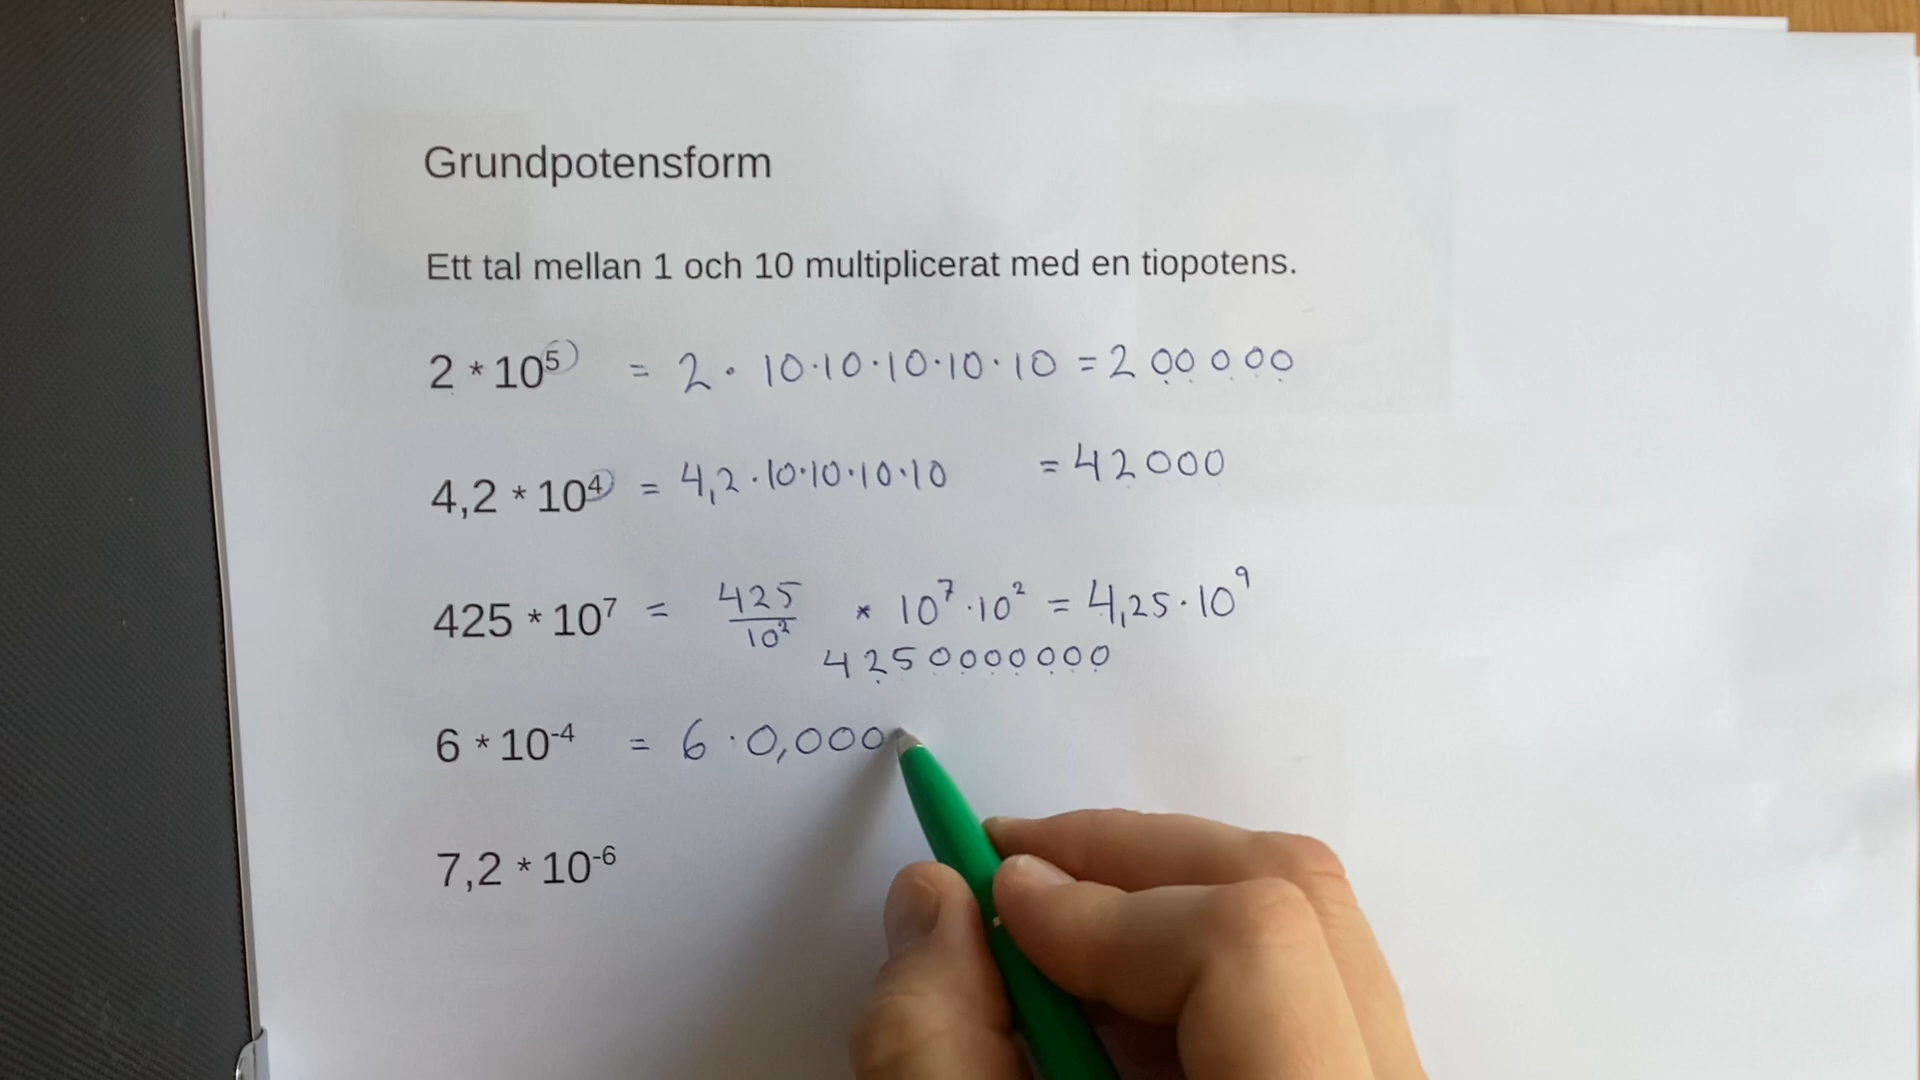 Grundpotensform
Ett tal mellan 1 och 10 multiplicerat med en tiopotens.
2 * 10⁵ = 2 · 10·10·10·10·10 = 200000
4,2 * 10⁴ = 4,2 · 10·10·10·10 = 42000
425 * 10⁷ = 425/10² * 10⁷ · 10² = 4,25 · 10⁹
4250000000
6 * 10⁻⁴ = 6 · 0,000
7,2 * 10⁻⁶